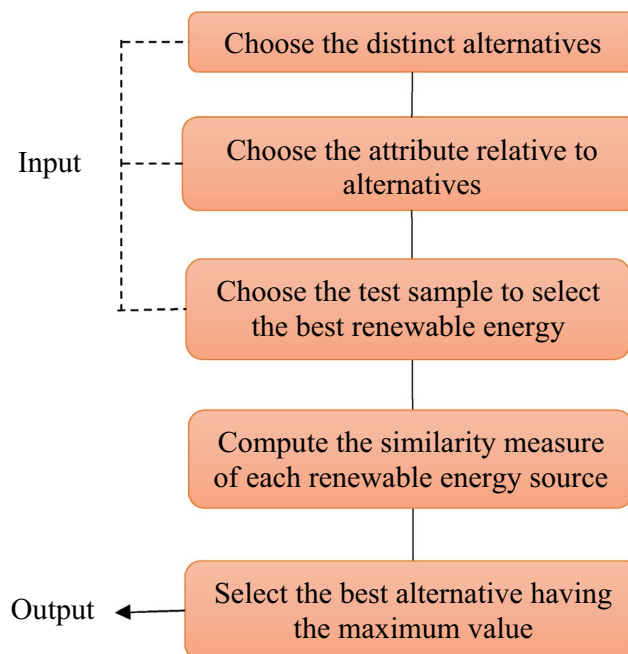 Choose the distinct alternatives
Input
Choose the attribute relative to
alternatives
Choose the test sample to select
the best renewable energy
Compute the similarity measure
of each renewable energy source
Output
Select the best alternative having
the maximum value